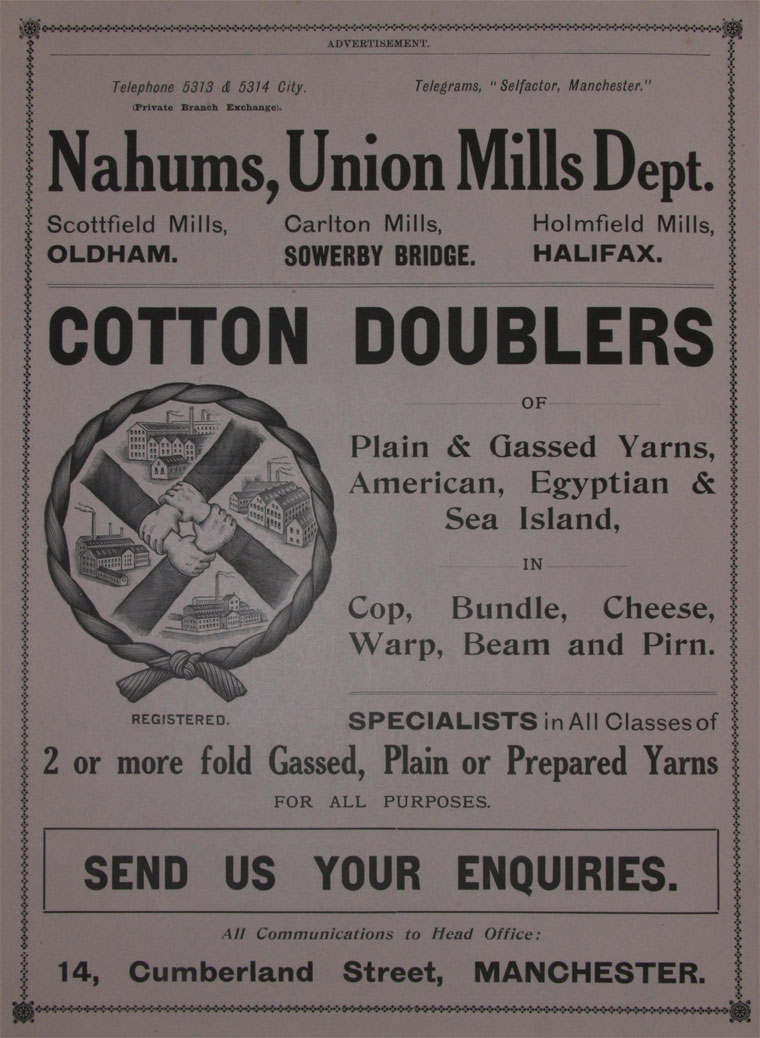 ADVERTISEMENT.
Telephone 5313 & 5314 City. Telegrams, "Selfactor, Manchester."
(Private Branch Exchange).
Nahums, Union Mills Dept.
Scottfield Mills, Carlton Mills, Holmfield Mills,
OLDHAM. SOWERBY BRIDGE. HALIFAX.
COTTON DOUBLERS
OF
Plain & Gassed Yarns,
American, Egyptian &
Sea Island,
IN
Cop, Bundle, Cheese,
Warp, Beam and Pirn.
REGISTERED.
SPECIALISTS in All Classes of
2 or more fold Gassed, Plain or Prepared Yarns
FOR ALL PURPOSES.
SEND US YOUR ENQUIRIES.
All Communications to Head Office:
14, Cumberland Street, MANCHESTER.